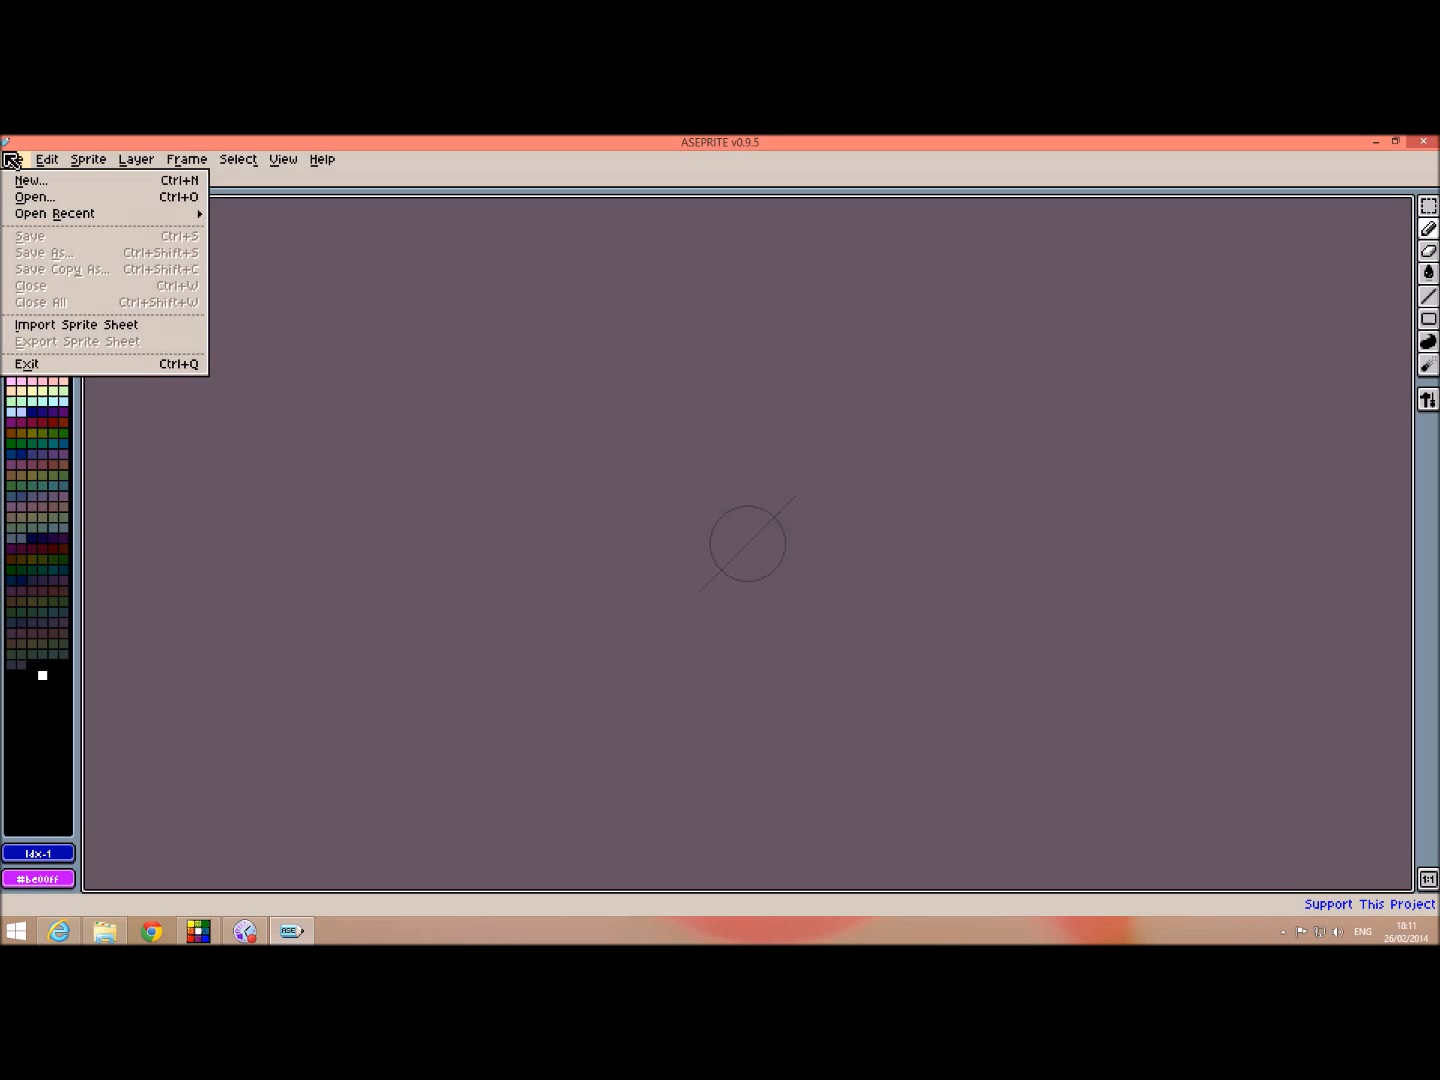 ASEPRITE v0.9.5
Edit Sprite Layer Frame Select View Help
New... Ctrl+N
Open... Ctrl+O
Open Recent
Save Ctrl+S
Save As... Ctrl+Shift+S
Save Copy As... Ctrl+Shift+C
Close Ctrl+W
Close All Ctrl+Shift+W
Import Sprite Sheet
Export Sprite Sheet
Exit Ctrl+Q
Idx-1
#be00ff
1:1
Support This Project
ASE
ENG
18:11
26/02/2014